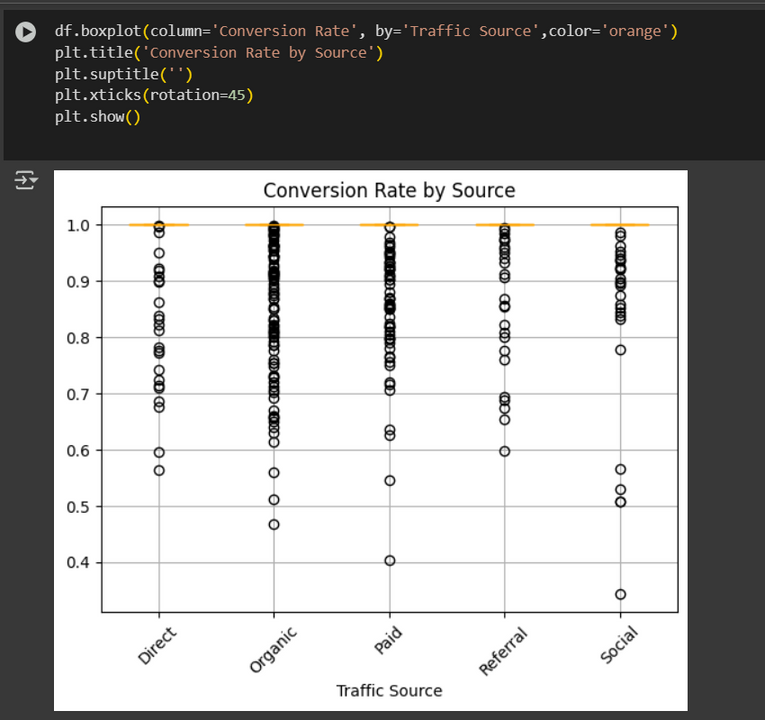 df.boxplot(column='Conversion Rate', by='Traffic Source',color='orange')
plt.title('Conversion Rate by Source')
plt.suptitle('')
plt.xticks(rotation=45)
plt.show()
Conversion Rate by Source
1.0
0.9
0.8
0.7
0.6
0.5
0.4
Direct
Organic
Paid
Referral
Social
Traffic Source